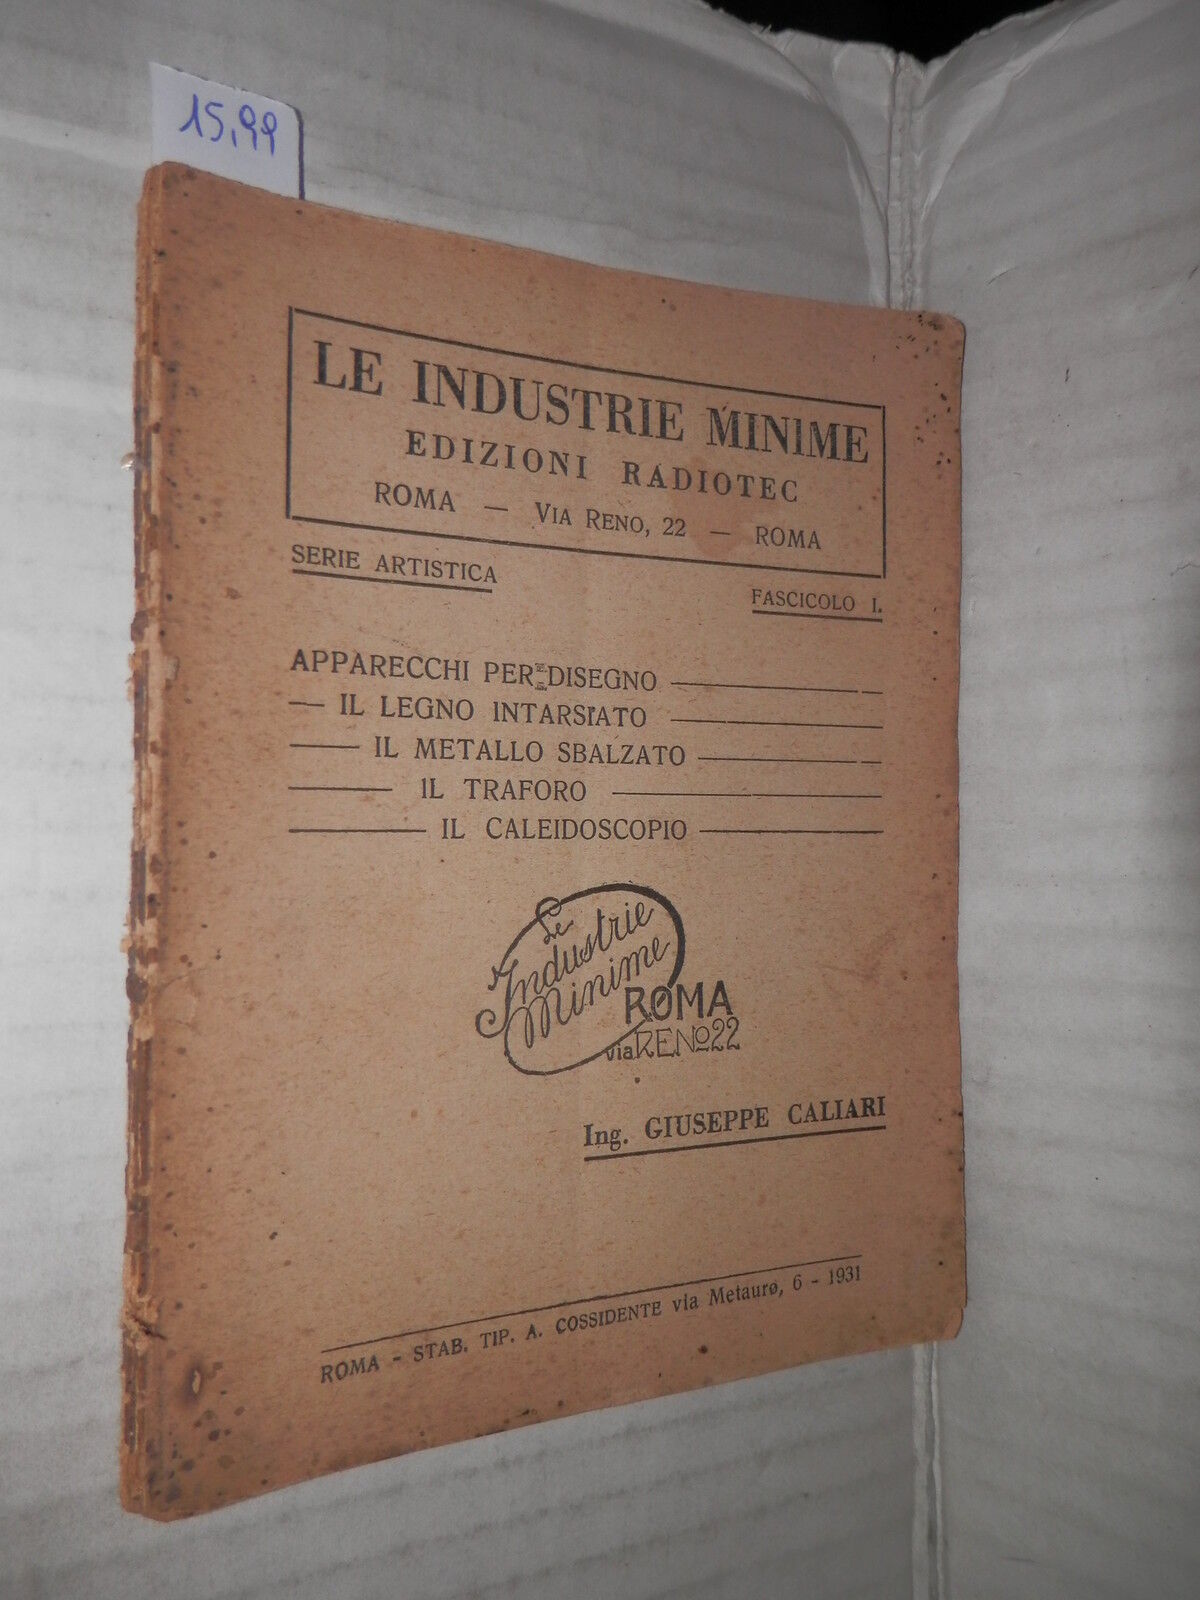 15,99
LE INDUSTRIE MINIME
EDIZIONI RADIOTEC
ROMA — VIA RENO, 22 — ROMA
SERIE ARTISTICA
FASCICOLO I.
APPARECCHI PER DISEGNO
— IL LEGNO INTARSIATO
— IL METALLO SBALZATO
— IL TRAFORO
— IL CALEIDOSCOPIO
Le
Industrie
Minime
ROMA
via RENO 22
Ing. GIUSEPPE CALIARI
ROMA - STAB. TIP. A. COSSIDENTE via Metauro, 6 - 1931